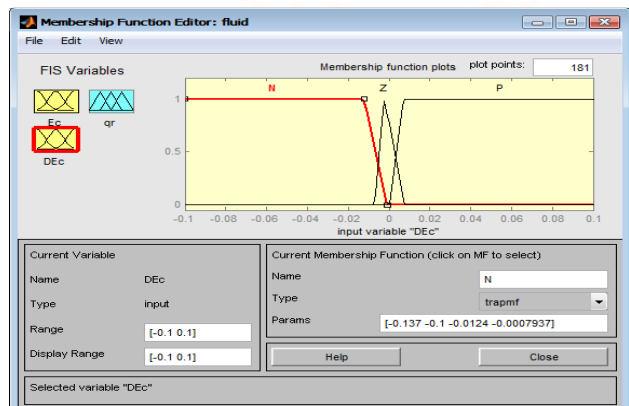 Membership Function Editor: fluid
File Edit View
FIS Variables
Membership function plots plot points: 181
Ec qr
DEc
N Z P
1
0.5
0
-0.1 -0.08 -0.06 -0.04 -0.02 0 0.02 0.04 0.06 0.08 0.1
input variable "DEc"
Current Variable
Name DEc
Type input
Range [-0.1 0.1]
Display Range [-0.1 0.1]
Current Membership Function (click on MF to select)
Name N
Type trapmf
Params [-0.137 -0.1 -0.0124 -0.0007937]
Help Close
Selected variable "DEc"